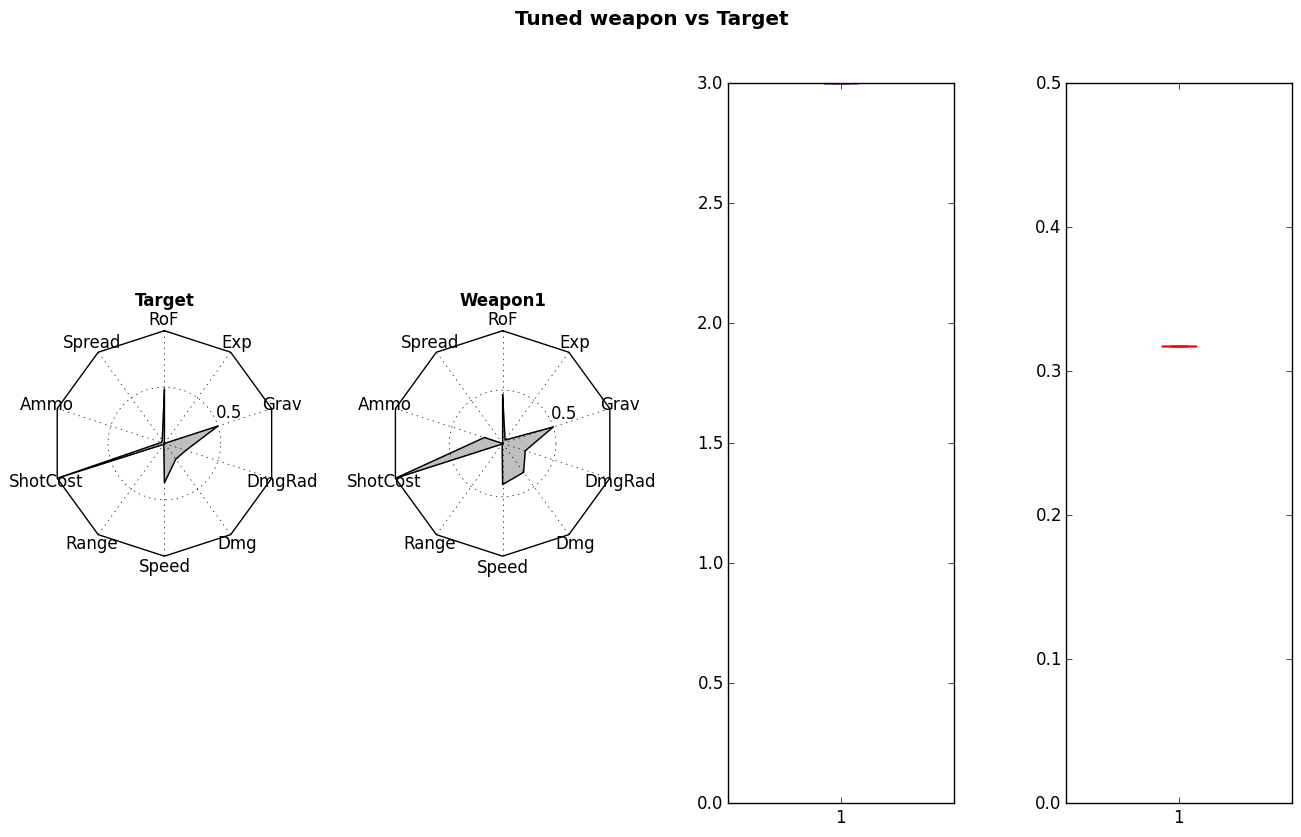 Tuned weapon vs Target
Target
RoF
Spread
Exp
Ammo
0.5
Grav
ShotCost
DmgRad
Range
Dmg
Speed
Weapon1
RoF
Spread
Exp
Ammo
0.5
Grav
ShotCost
DmgRad
Range
Dmg
Speed
3.0
2.5
2.0
1.5
1.0
0.5
0.0
1
0.5
0.4
0.3
0.2
0.1
0.0
1